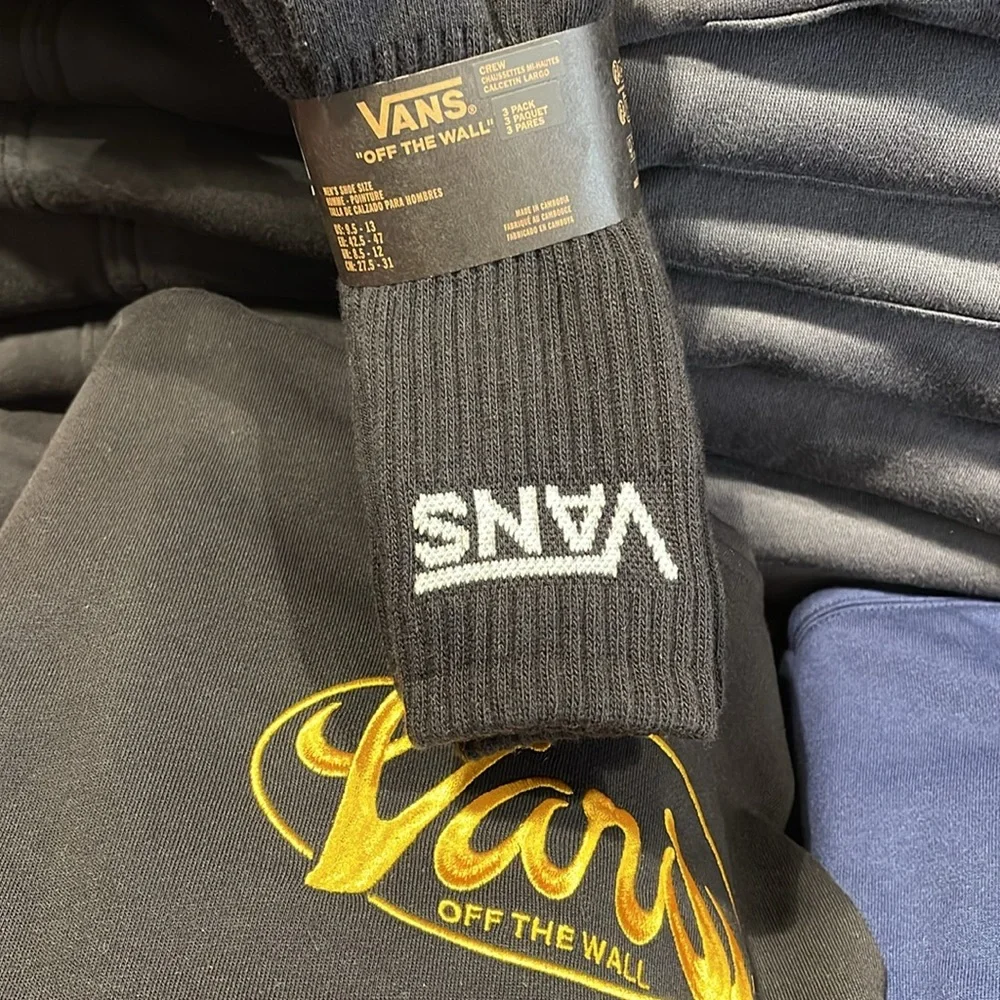 VANS®
"OFF THE WALL"
CREW
CHAUSSETTES MI-HAUTES
CALCETIN LARGO
3 PACK
3 PAQUET
3 PARES
MEN'S SHOE SIZE
HOMME - POINTURE
TALLA DE CALZADO PARA HOMBRES
US: 9.5 - 13
EU: 42.5 - 47
UK: 8.5 - 12
CM: 27.5 - 31
MADE IN CAMBODIA
FABRIQUÉ AU CAMBODGE
FABRICADO EN CAMBOYA
VANS
Vans
OFF THE WALL